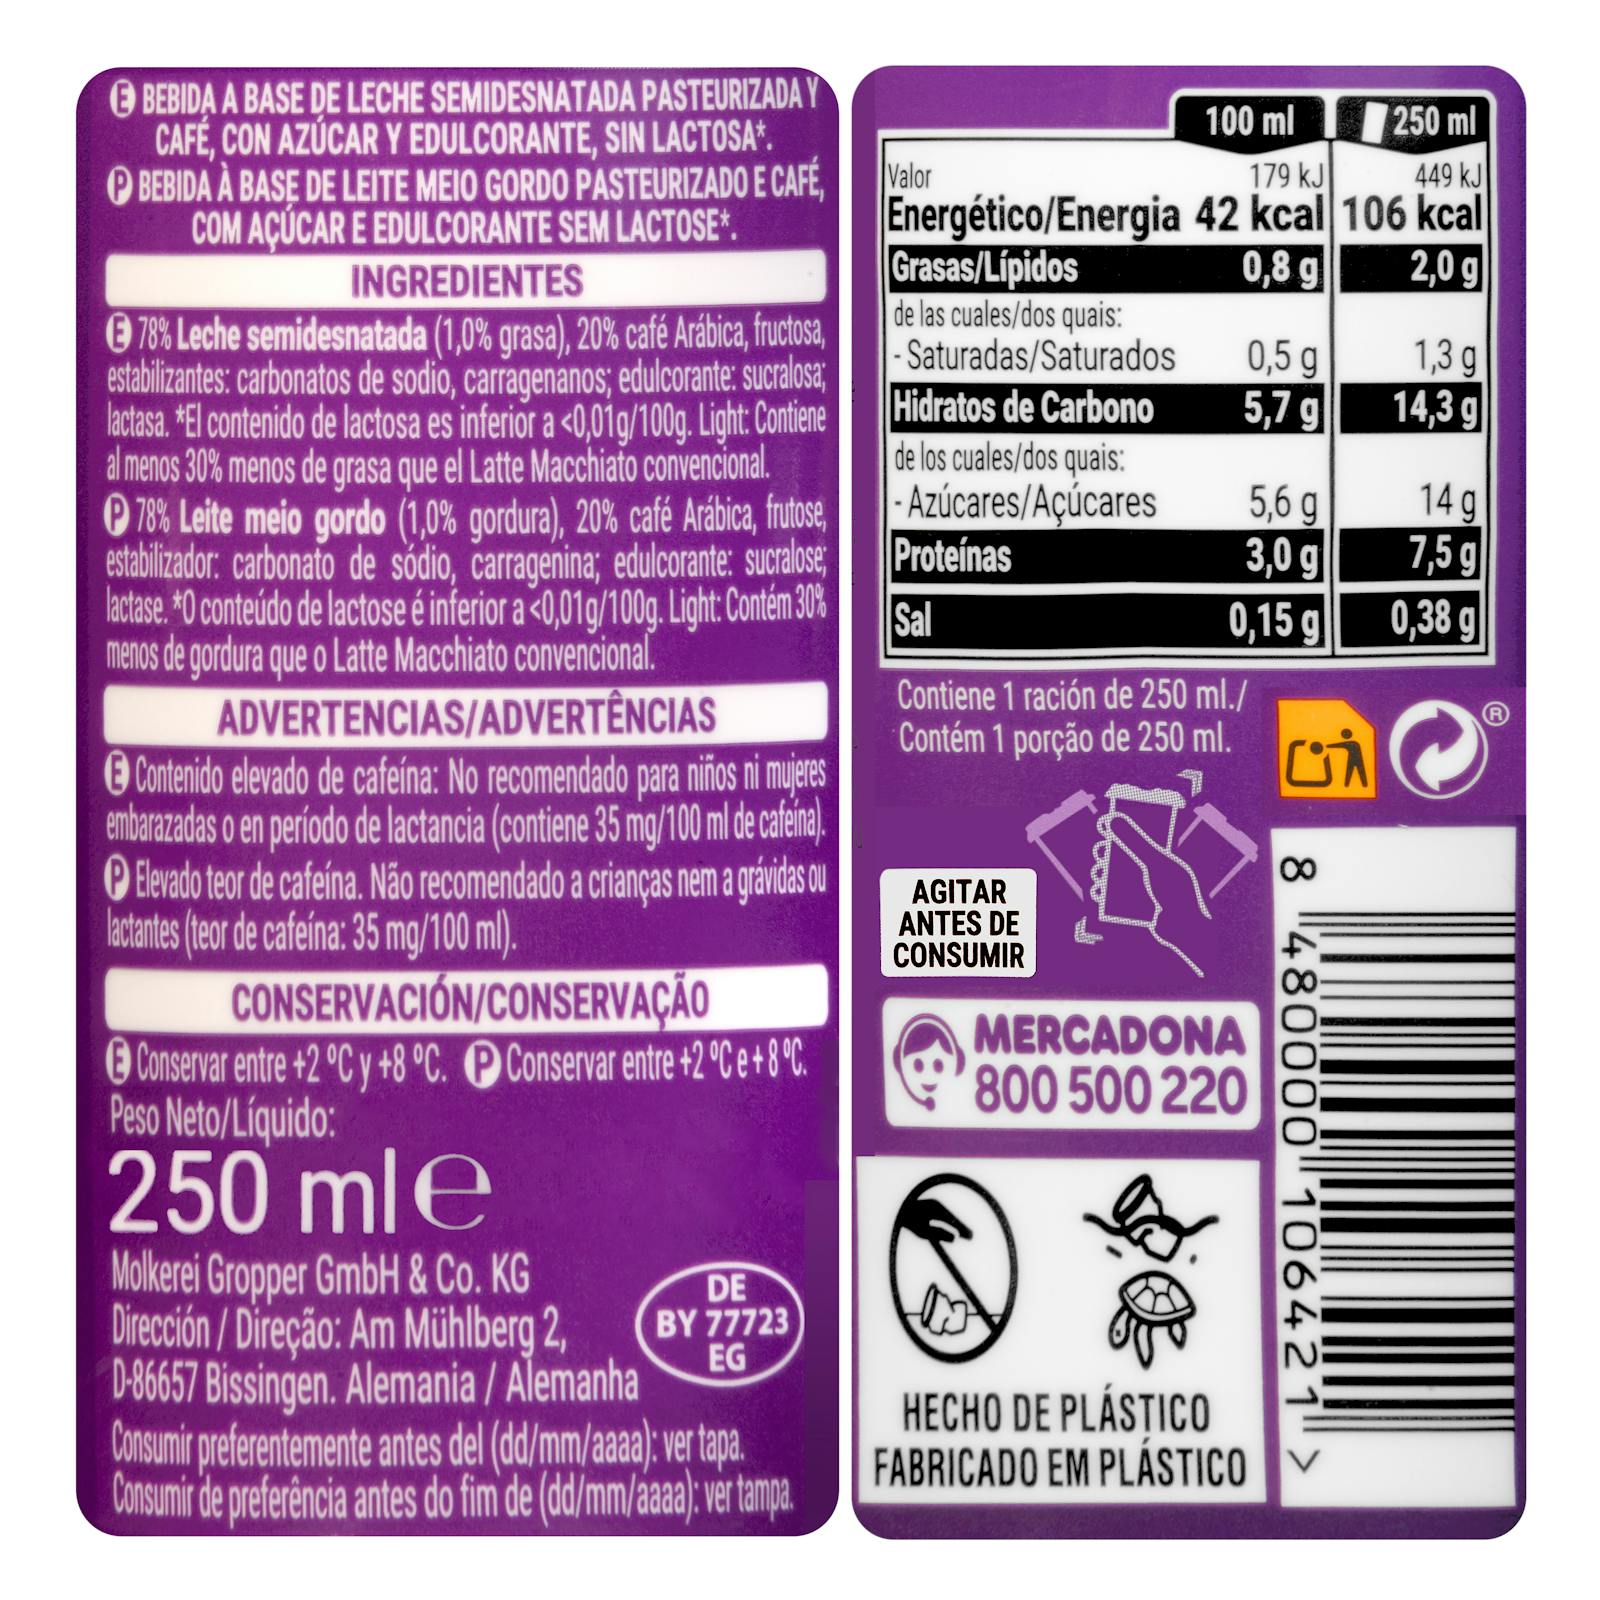 E BEBIDA A BASE DE LECHE SEMIDESNATADA PASTEURIZADA Y
CAFÉ, CON AZÚCAR Y EDULCORANTE, SIN LACTOSA*.
P BEBIDA À BASE DE LEITE MEIO GORDO PASTEURIZADO E CAFÉ,
COM AÇÚCAR E EDULCORANTE SEM LACTOSE*.
INGREDIENTES
E 78% Leche semidesnatada (1,0% grasa), 20% café Arábica, fructosa,
estabilizantes: carbonatos de sodio, carragenanos; edulcorante: sucralosa;
lactasa. *El contenido de lactosa es inferior a <0,01g/100g. Light: Contiene
al menos 30% menos de grasa que el Latte Macchiato convencional.
P 78% Leite meio gordo (1,0% gordura), 20% café Arábica, frutose,
estabilizador: carbonato de sódio, carragenina; edulcorante: sucralose;
lactase. *O conteúdo de lactose é inferior a <0,01g/100g. Light: Contém 30%
menos de gordura que o Latte Macchiato convencional.
ADVERTENCIAS/ADVERTÊNCIAS
E Contenido elevado de cafeína: No recomendado para niños ni mujeres
embarazadas o en período de lactancia (contiene 35 mg/100 ml de cafeína).
P Elevado teor de cafeína. Não recomendado a crianças nem a grávidas ou
lactantes (teor de cafeína: 35 mg/100 ml).
CONSERVACIÓN/CONSERVAÇÃO
E Conservar entre +2 ºC y +8 ºC. P Conservar entre +2 ºC e + 8 ºC.
Peso Neto/Líquido:
250 ml e
Molkerei Gropper GmbH & Co. KG
Dirección / Direção: Am Mühlberg 2,
D-86657 Bissingen. Alemania / Alemanha
DE
BY 77723
EG
Consumir preferentemente antes del (dd/mm/aaaa): ver tapa.
Consumir de preferência antes do fim de (dd/mm/aaaa): ver tampa.
100 ml 250 ml
Valor 179 kJ 449 kJ
Energético/Energia 42 kcal 106 kcal
Grasas/Lípidos 0,8 g 2,0 g
de las cuales/dos quais:
- Saturadas/Saturados 0,5 g 1,3 g
Hidratos de Carbono 5,7 g 14,3 g
de los cuales/dos quais:
- Azúcares/Açúcares 5,6 g 14 g
Proteínas 3,0 g 7,5 g
Sal 0,15 g 0,38 g
Contiene 1 ración de 250 ml./
Contém 1 porção de 250 ml.
®
AGITAR
ANTES DE
CONSUMIR
MERCADONA
800 500 220
HECHO DE PLÁSTICO
FABRICADO EM PLÁSTICO
8 480000 106421 >